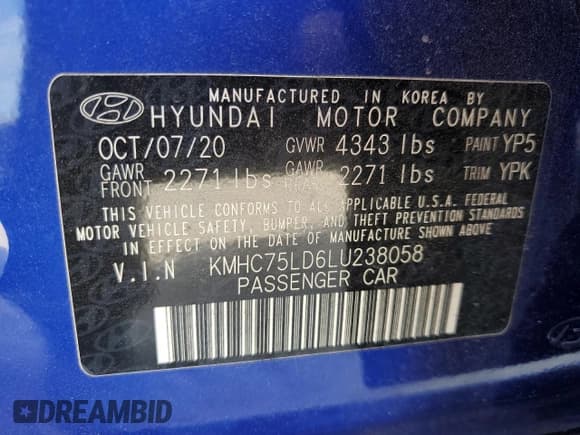 MANUFACTURED IN KOREA BY
HYUNDAI MOTOR COMPANY
OCT/07/20 GVWR 4343 lbs PAINT YP5
GAWR FRONT 2271 lbs GAWR REAR 2271 lbs TRIM YPK
THIS VEHICLE CONFORMS TO ALL APPLICABLE U.S.A. FEDERAL
MOTOR VEHICLE SAFETY, BUMPER, AND THEFT PREVENTION STANDARDS
IN EFFECT ON THE DATE OF MANUFACTURE SHOWN ABOVE.
V.I.N KMHC75LD6LU238058
PASSENGER CAR
DREAMBID